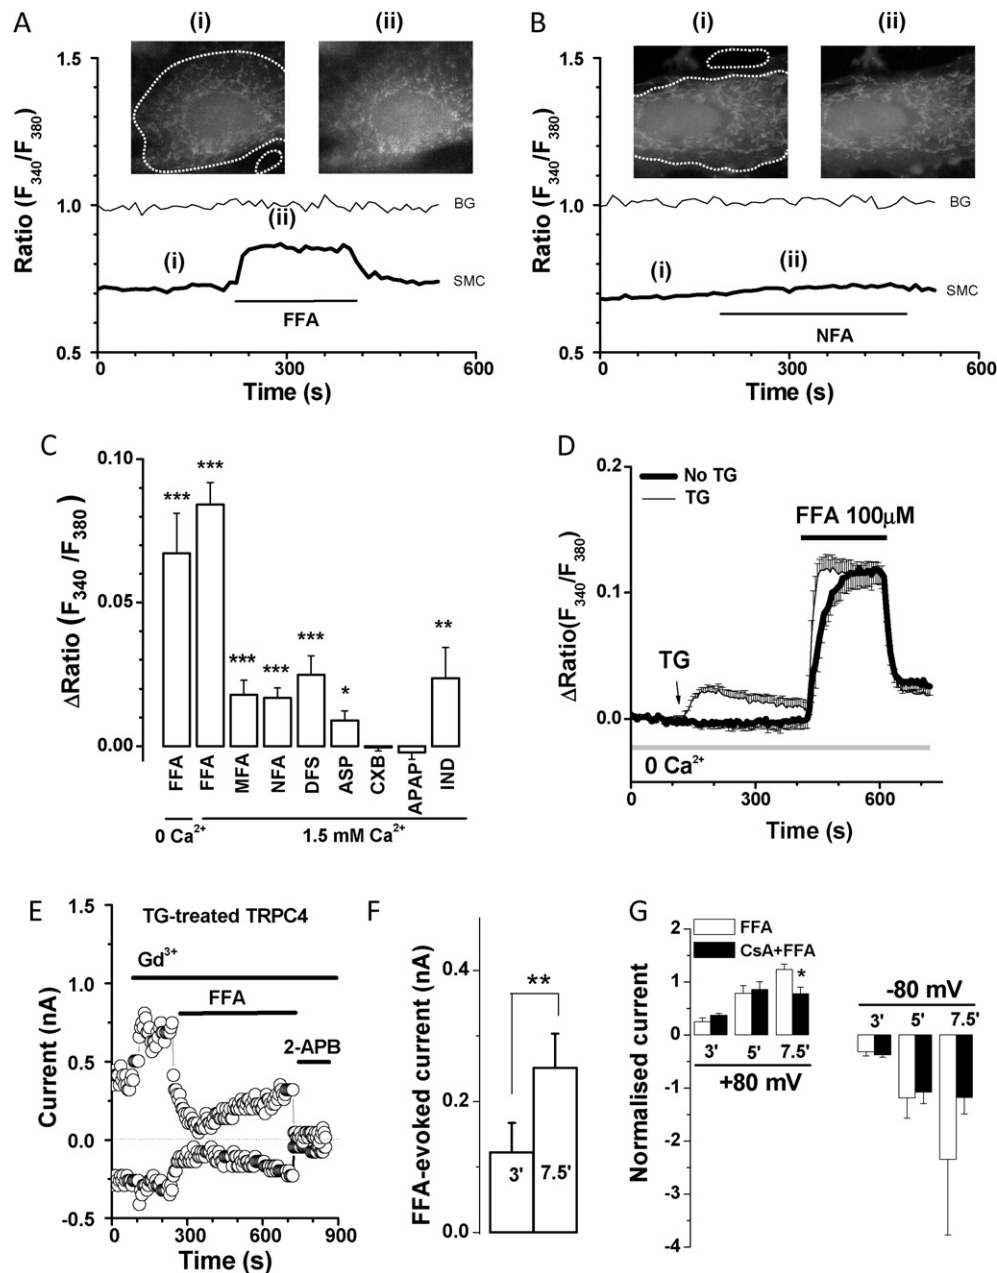 A
(i)
(ii)
1.5
1.0
0.5
Ratio (F340/F380)
BG
(ii)
(i)
SMC
FFA
0
300
600
Time (s)
B
(i)
(ii)
1.5
1.0
0.5
Ratio (F340/F380)
BG
(i)
(ii)
SMC
NFA
0
300
600
Time (s)
C
0.10
0.05
0.00
ΔRatio (F340 /F380)
***
***
***
***
***
*
**
FFA
FFA
MFA
NFA
DFS
ASP
CXB
APAP
IND
0 Ca2+
1.5 mM Ca2+
D
0.2
0.1
0.0
ΔRatio(F340/F380)
No TG
TG
FFA 100μM
TG
0 Ca2+
0
300
600
Time (s)
E
1.5
1.0
0.5
0.0
-0.5
Current (nA)
TG-treated TRPC4
Gd3+
FFA
2-APB
0
300
600
900
Time (s)
F
0.4
0.2
0.0
FFA-evoked current (nA)
**
3'
7.5'
G
2
1
0
-1
-2
-3
-4
Normalised current
FFA
CsA+FFA
*
3'
5'
7.5'
+80 mV
-80 mV
3'
5'
7.5'